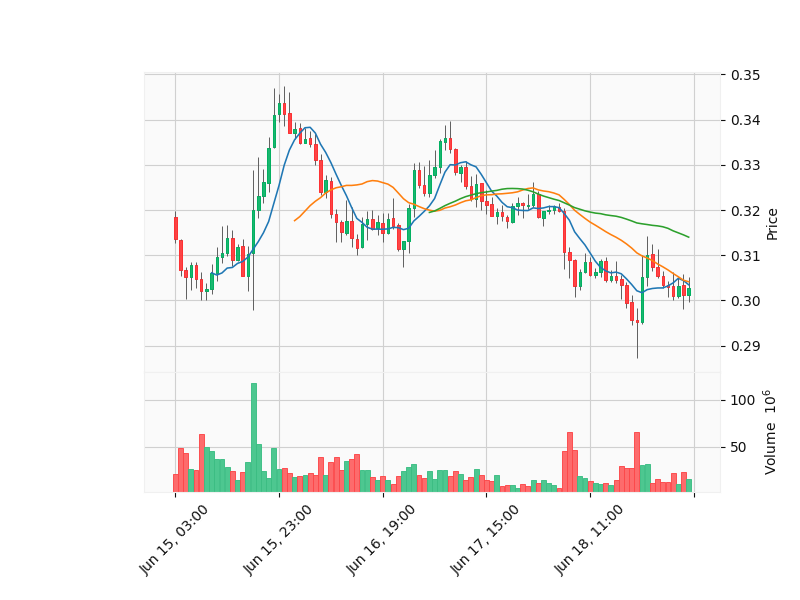 0.35
0.34
0.33
0.32
0.31
0.30
0.29
Price
100
50
Volume 10^6
Jun 15, 03:00
Jun 15, 23:00
Jun 16, 19:00
Jun 17, 15:00
Jun 18, 11:00